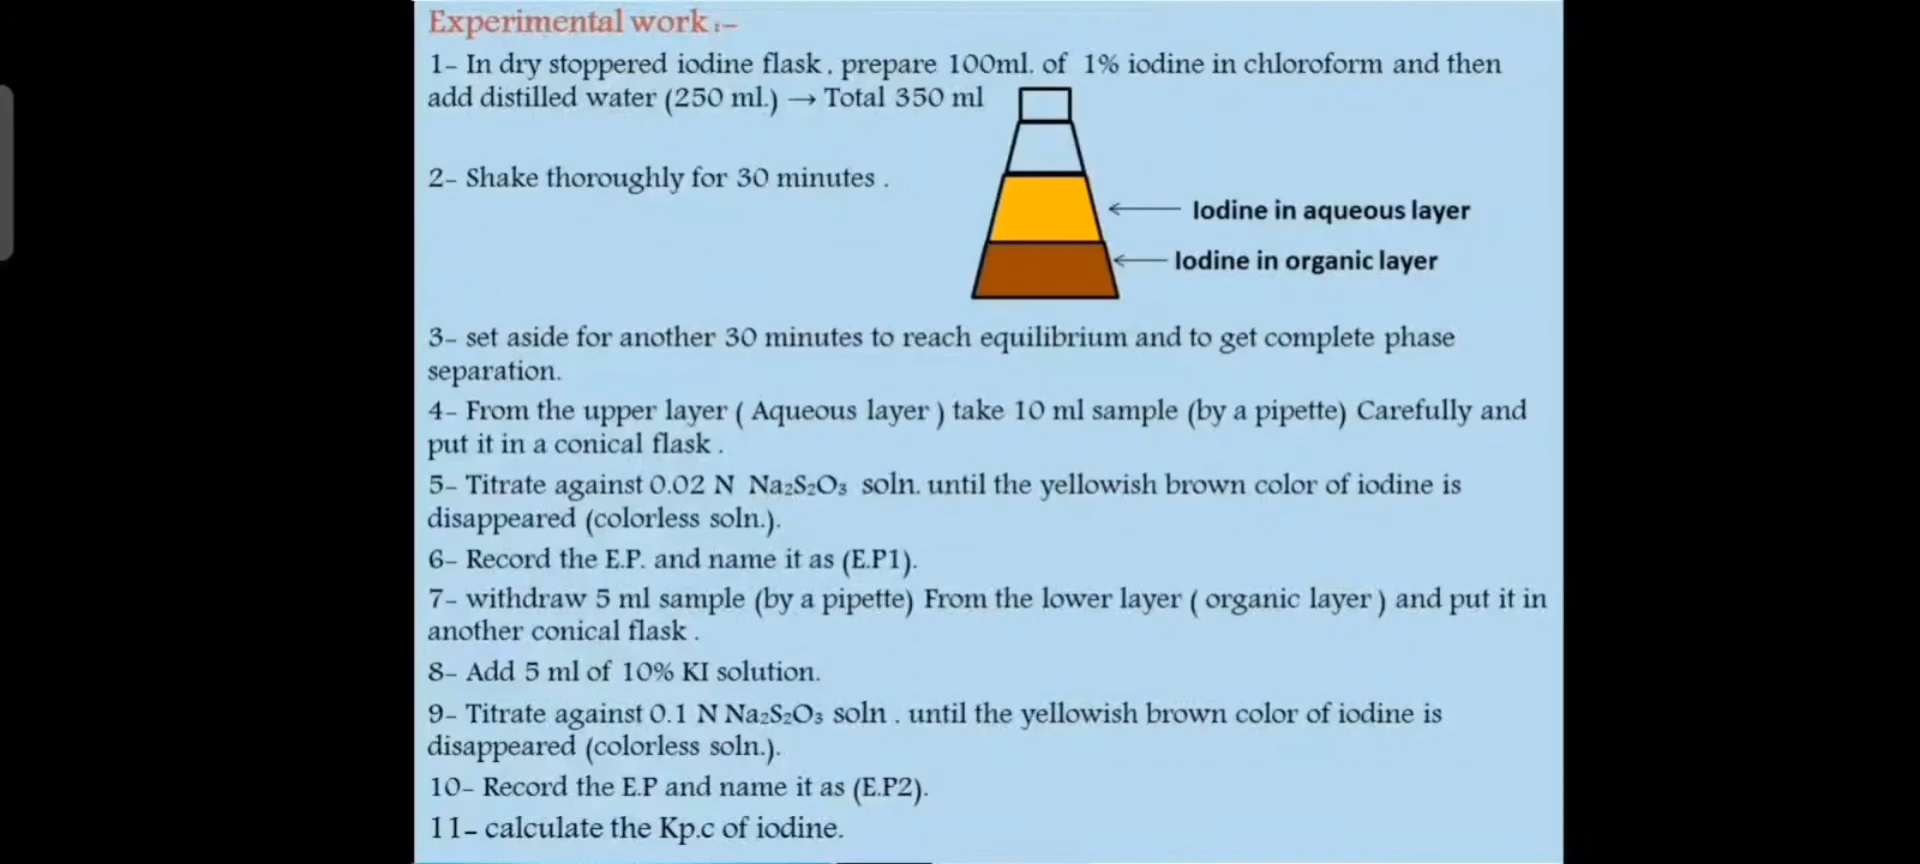 Experimental work :-
1- In dry stoppered iodine flask , prepare 100ml. of 1% iodine in chloroform and then
add distilled water (250 ml.) → Total 350 ml
2- Shake thoroughly for 30 minutes .
Iodine in aqueous layer
Iodine in organic layer
3- set aside for another 30 minutes to reach equilibrium and to get complete phase
separation.
4- From the upper layer ( Aqueous layer ) take 10 ml sample (by a pipette) Carefully and
put it in a conical flask .
5- Titrate against 0.02 N Na₂S₂O₃ soln. until the yellowish brown color of iodine is
disappeared (colorless soln.).
6- Record the E.P. and name it as (E.P1).
7- withdraw 5 ml sample (by a pipette) From the lower layer ( organic layer ) and put it in
another conical flask .
8- Add 5 ml of 10% KI solution.
9- Titrate against 0.1 N Na₂S₂O₃ soln . until the yellowish brown color of iodine is
disappeared (colorless soln.).
10- Record the E.P and name it as (E.P2).
11- calculate the Kp.c of iodine.